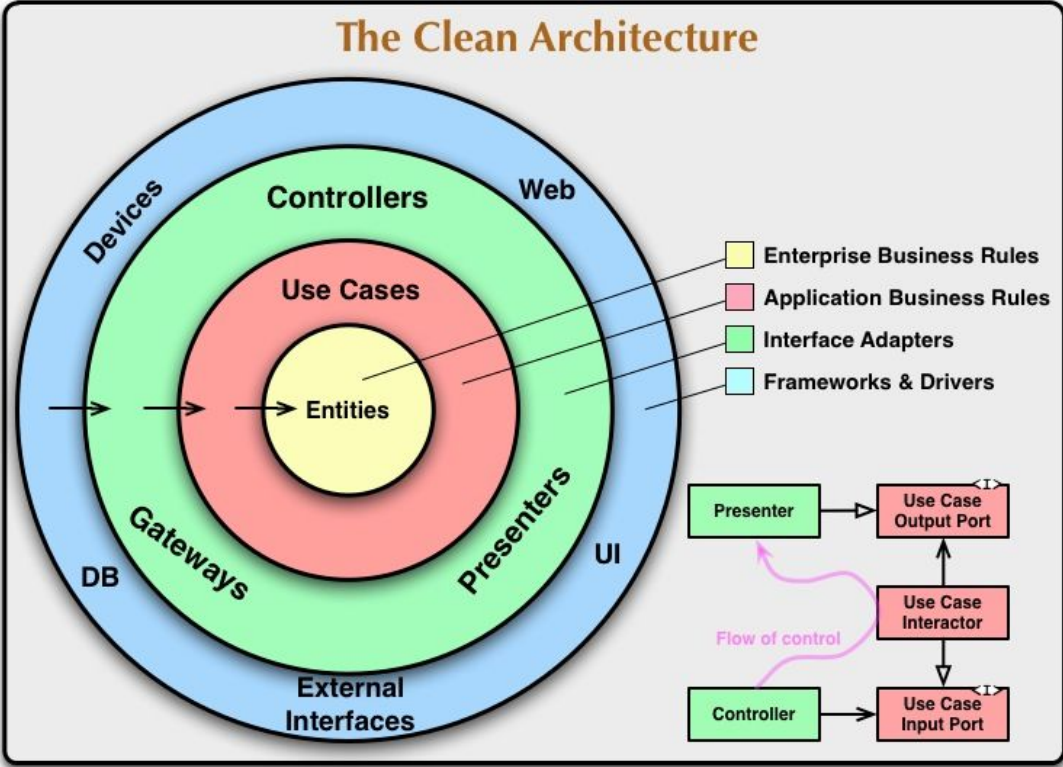 The Clean Architecture
Devices
Controllers
Web
Use Cases
Entities
Gateways
Presenters
DB
UI
External
Interfaces
Enterprise Business Rules
Application Business Rules
Interface Adapters
Frameworks & Drivers
Presenter
<I>
Use Case
Output Port
Use Case
Interactor
Flow of control
Controller
<I>
Use Case
Input Port